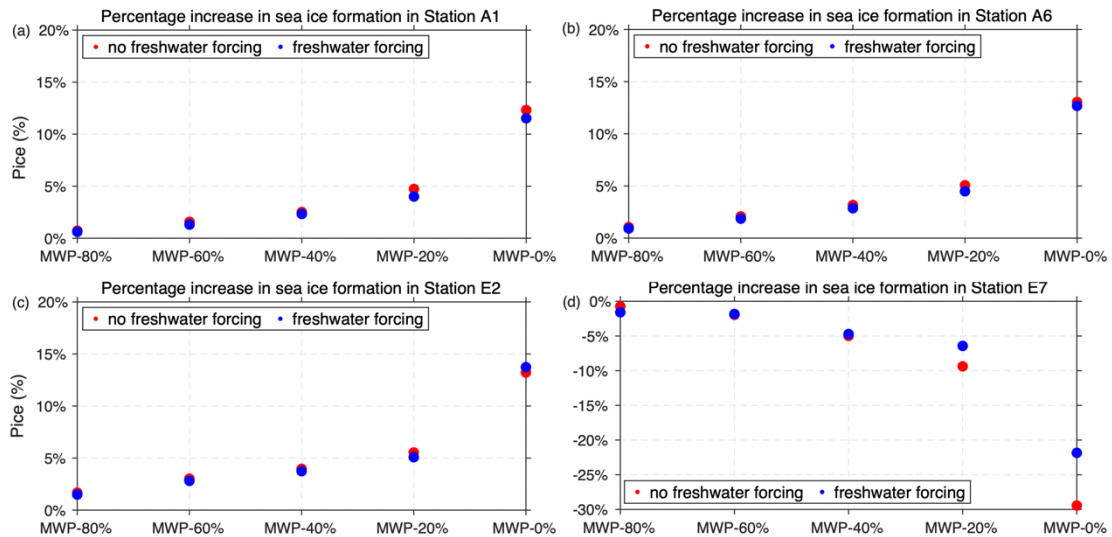 (a)
Percentage increase in sea ice formation in Station A1
20%
no freshwater forcing
freshwater forcing
15%
10%
5%
0%
Pice (%)
MWP-80%
MWP-60%
MWP-40%
MWP-20%
MWP-0%
(b)
Percentage increase in sea ice formation in Station A6
20%
no freshwater forcing
freshwater forcing
15%
10%
5%
0%
MWP-80%
MWP-60%
MWP-40%
MWP-20%
MWP-0%
(c)
Percentage increase in sea ice formation in Station E2
20%
no freshwater forcing
freshwater forcing
15%
10%
5%
0%
Pice (%)
MWP-80%
MWP-60%
MWP-40%
MWP-20%
MWP-0%
(d)
Percentage increase in sea ice formation in Station E7
0%
-5%
-10%
-15%
-20%
-25%
-30%
no freshwater forcing
freshwater forcing
MWP-80%
MWP-60%
MWP-40%
MWP-20%
MWP-0%